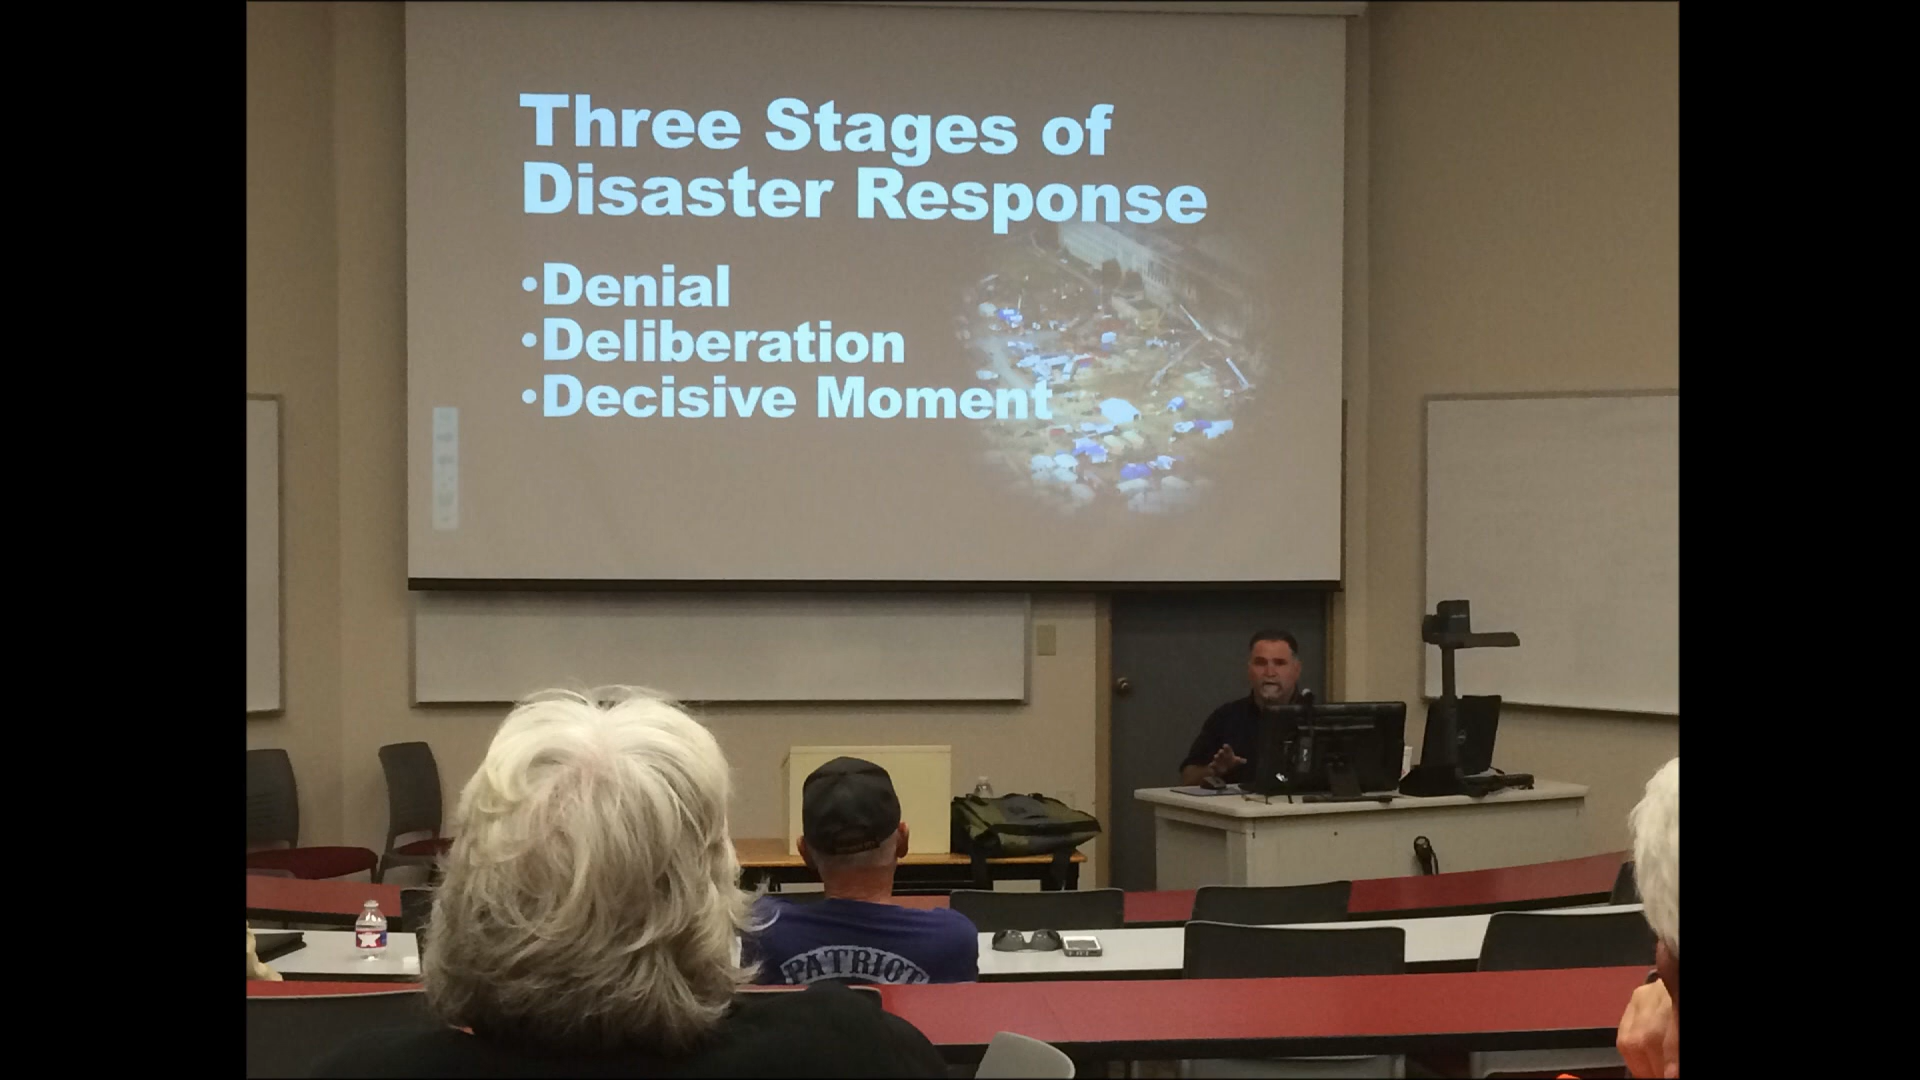 Three Stages of
Disaster Response
•Denial
•Deliberation
•Decisive Moment
PATRIOT